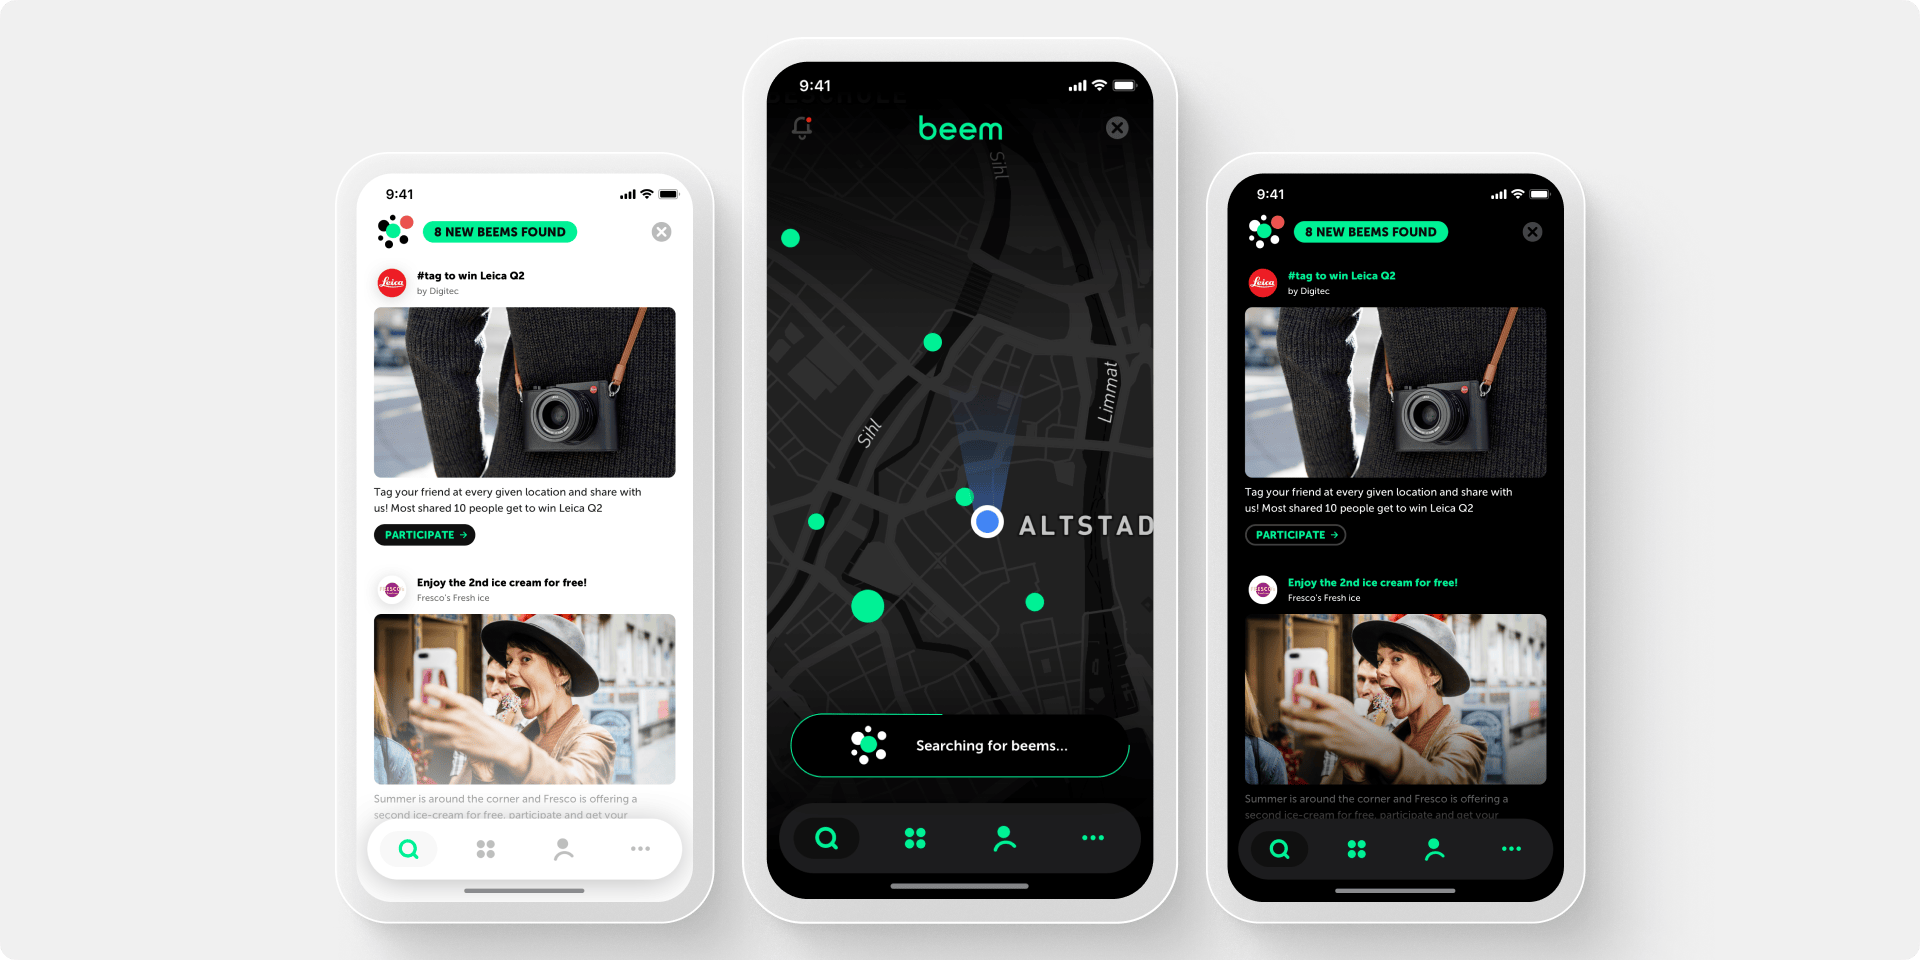 9:41
8 NEW BEEMS FOUND
Leica
#tag to win Leica Q2
by Digitec
Tag your friend at every given location and share with
us! Most shared 10 people get to win Leica Q2
PARTICIPATE →
FRESCO
Enjoy the 2nd ice cream for free!
Fresco's Fresh ice
Summer is around the corner and Fresco is offering a
second ice-cream for free, participate and get your
9:41
beem
Sihl
Limmat
Sihl
ALTSTAD
Searching for beems...
9:41
8 NEW BEEMS FOUND
Leica
#tag to win Leica Q2
by Digitec
Tag your friend at every given location and share with
us! Most shared 10 people get to win Leica Q2
PARTICIPATE →
Enjoy the 2nd ice cream for free!
Fresco's Fresh ice
Summer is around the corner and Fresco is offering a
second ice-cream for free, participate and get your